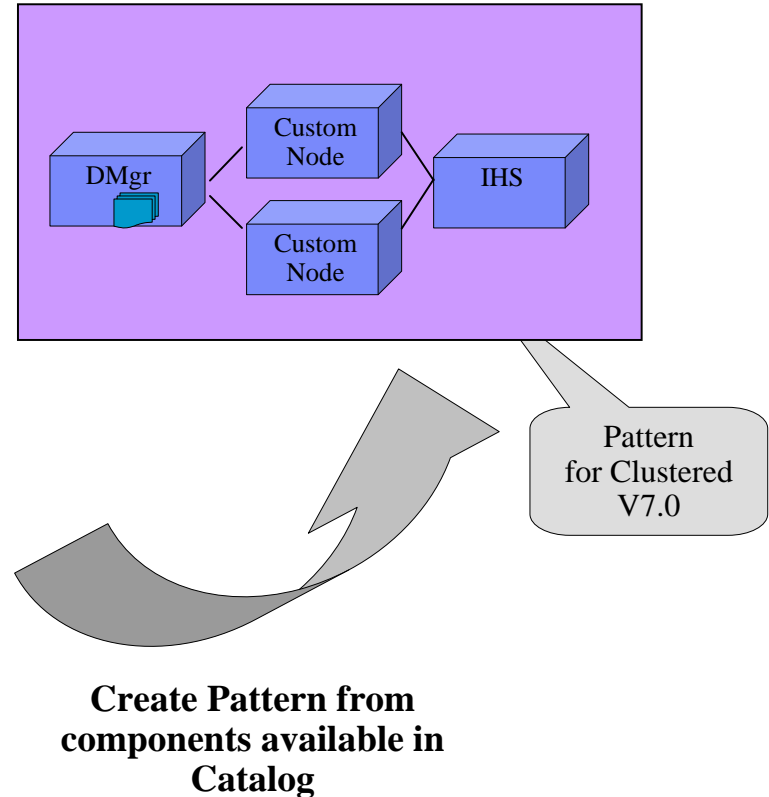 DMgr
Custom
Node
Custom
Node
IHS
Pattern
for Clustered
V7.0
Create Pattern from
components available in
Catalog